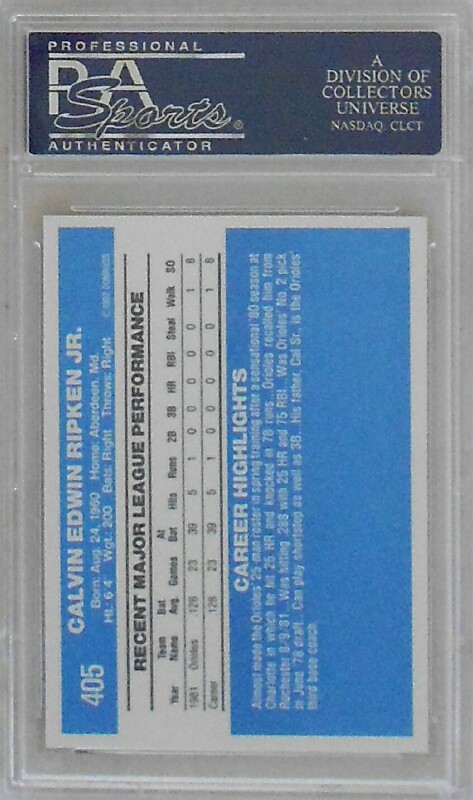 PROFESSIONAL
PSA
Sports®
AUTHENTICATOR
A
DIVISION OF
COLLECTORS
UNIVERSE
NASDAQ: CLCT
405
CALVIN EDWIN RIPKEN JR.
Born: Aug. 24, 1960 Home: Aberdeen, Md.
Ht: 6'4" Wgt: 200 Bats: Right Throws: Right
RECENT MAJOR LEAGUE PERFORMANCE
Year Team Name Bat Avg. Games At Bat Hits Runs 2B 3B HR RBI Steal Walk SO
1981 Orioles .128 23 39 5 1 0 0 0 0 0 1 8
Career .128 23 39 5 1 0 0 0 0 0 1 8
CAREER HIGHLIGHTS
Almost made the Orioles' 25-man roster in spring training after a sensational '80 season at
Charlotte in which he hit 25 HR and knocked in 78 runs...Orioles recalled him from
Rochester 8/9/81...Was hitting .288 with 25 HR and 75 RBI...Was Orioles' No. 2 pick
in June '78 draft...Can play shortstop as well as 3B...His father, Cal Sr., is the Orioles'
third base coach.